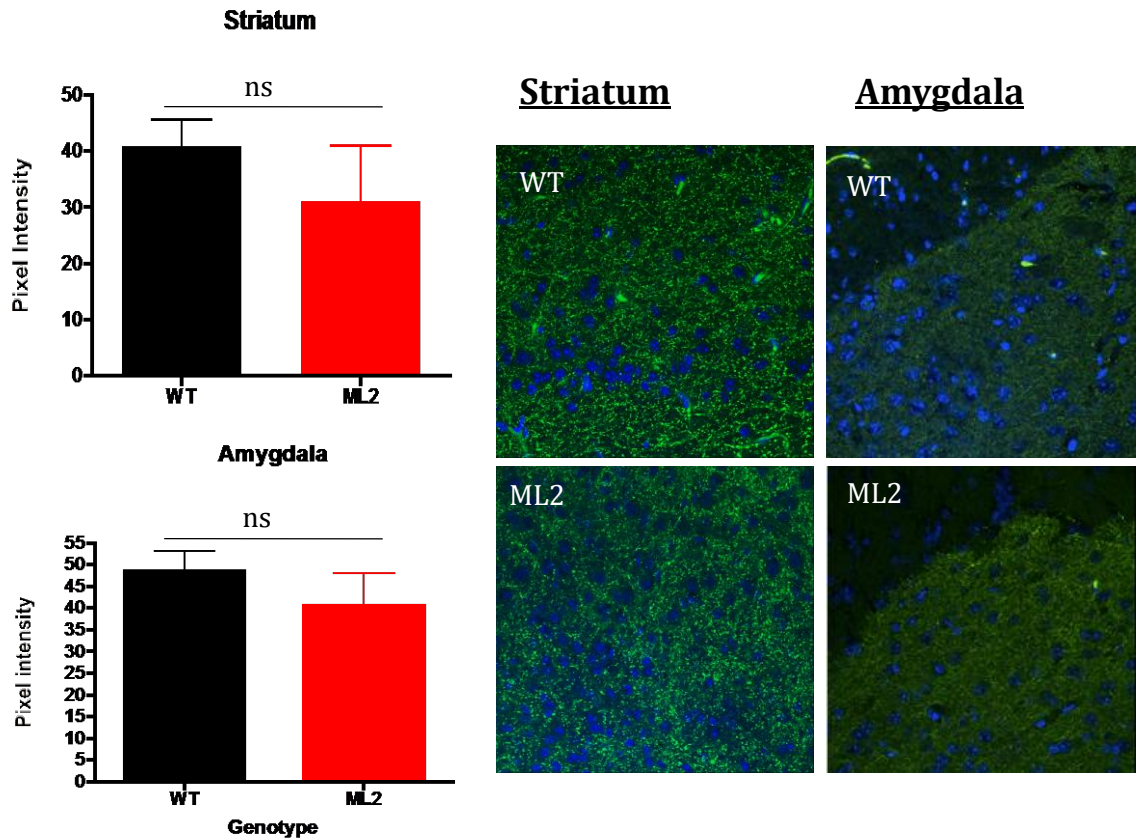 Striatum
ns
50
40
30
20
10
0
Pixel Intensity
WT ML2
Amygdala
ns
55
50
45
40
35
30
25
20
15
10
5
0
Pixel intensity
WT ML2
Genotype
Striatum Amygdala
WT WT
ML2 ML2